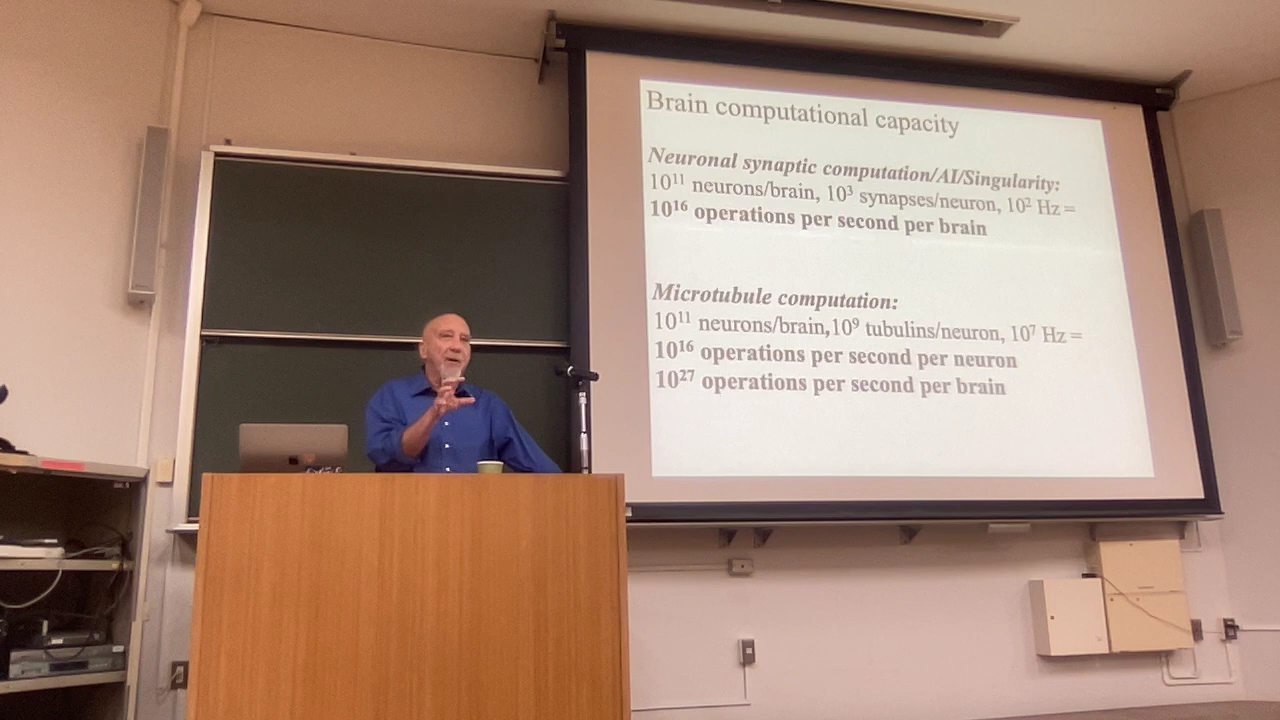 Brain computational capacity
Neuronal synaptic computation/AI/Singularity:
10¹¹ neurons/brain, 10³ synapses/neuron, 10² Hz =
10¹⁶ operations per second per brain
Microtubule computation:
10¹¹ neurons/brain,10⁹ tubulins/neuron, 10⁷ Hz =
10¹⁶ operations per second per neuron
10²⁷ operations per second per brain